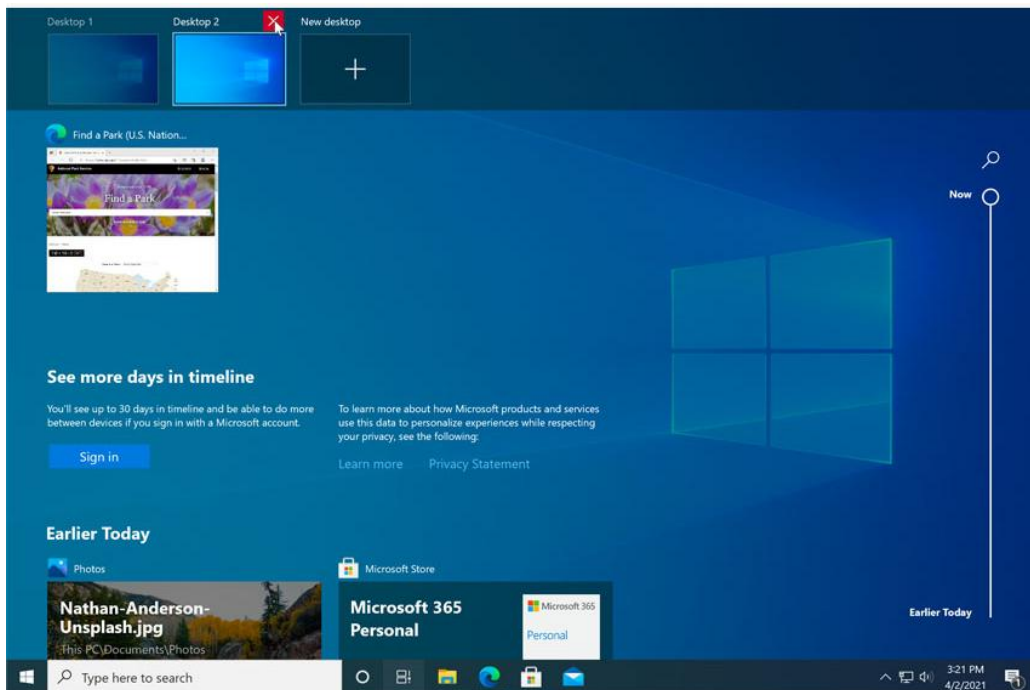 Desktop 1
Desktop 2
New desktop
Find a Park (U.S. Nation...
Find a Park
Now
See more days in timeline
You'll see up to 30 days in timeline and be able to do more
between devices if you sign in with a Microsoft account.
Sign in
To learn more about how Microsoft products and services
use this data to personalize experiences while respecting
your privacy, see the following:
Learn more
Privacy Statement
Earlier Today
Photos
Nathan-Anderson-
Unsplash.jpg
This PC\Documents\Photos
Microsoft Store
Microsoft 365
Personal
Microsoft 365
Personal
Earlier Today
Type here to search
3:21 PM
4/2/2021
1